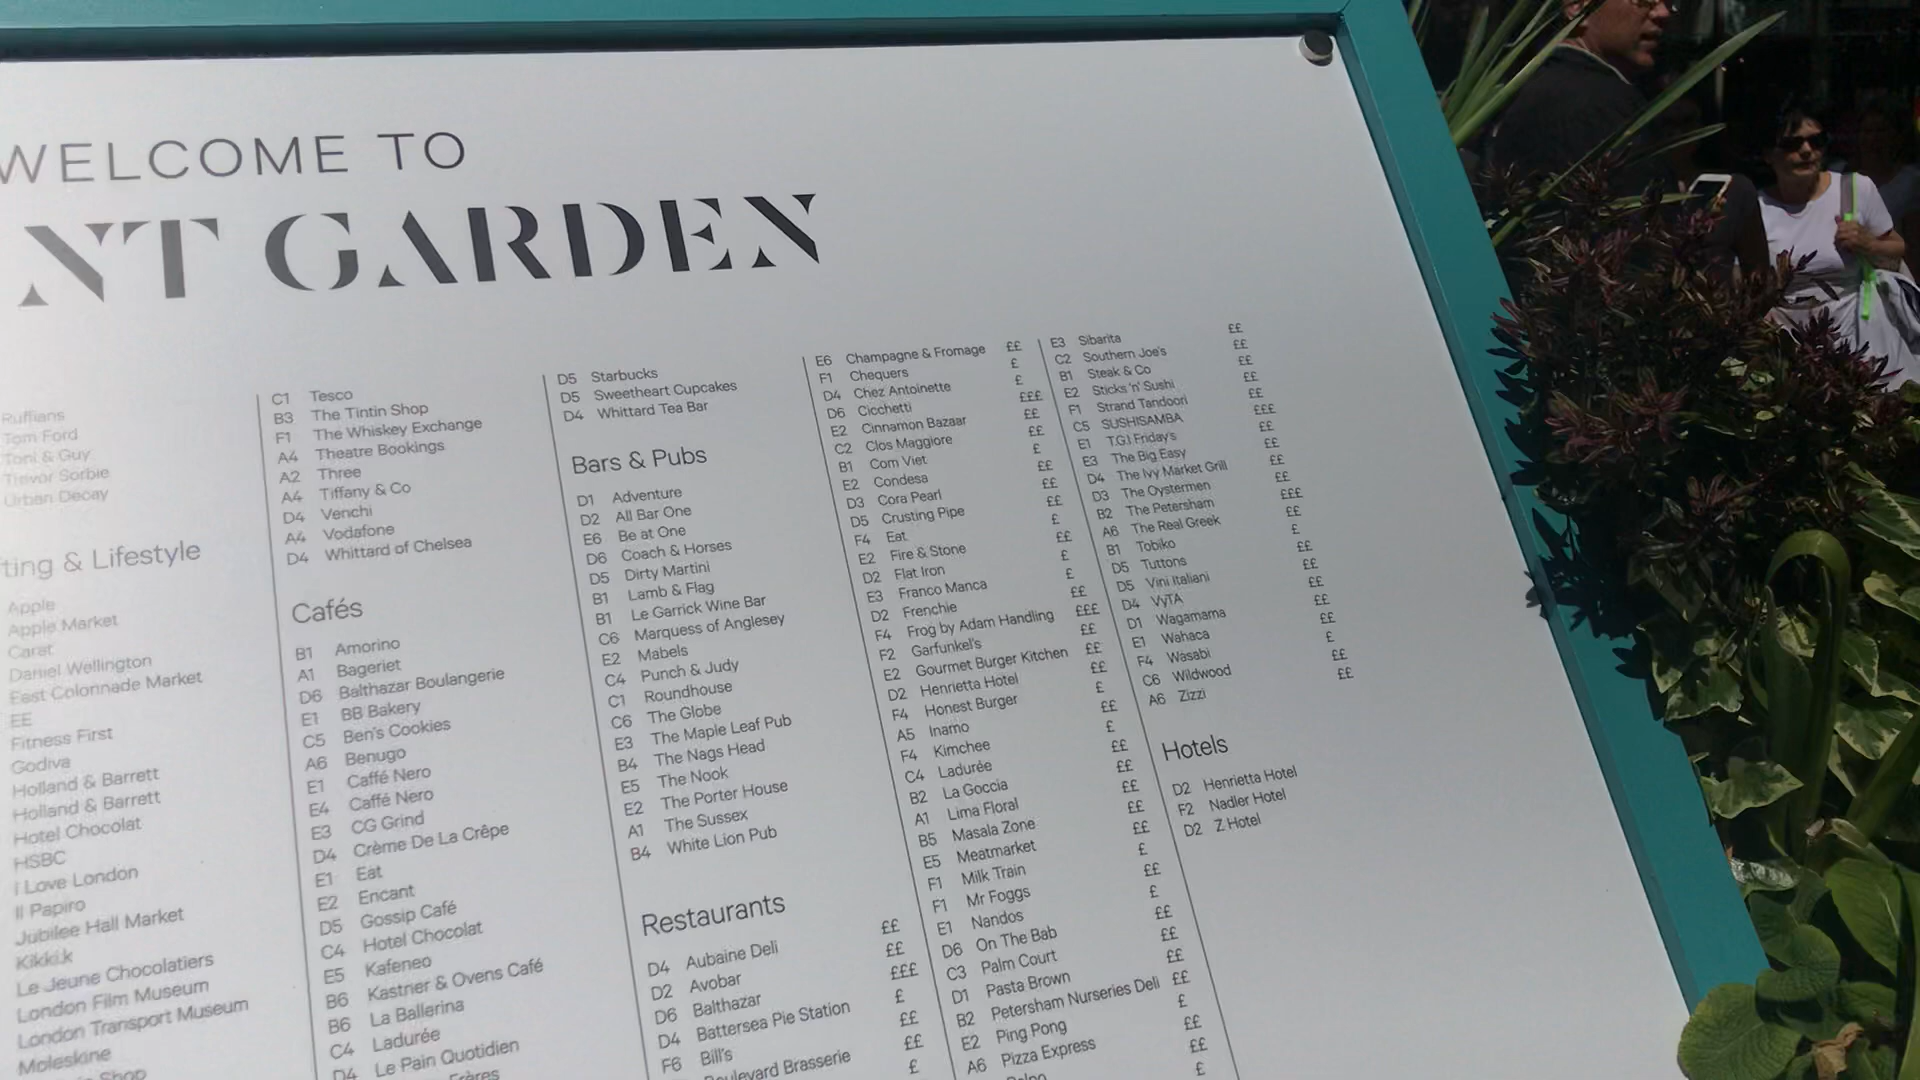 WELCOME TO
NT GARDEN
Ruffians
Tom Ford
Toni & Guy
Trevor Sorbie
Urban Decay
ting & Lifestyle
Apple
Apple Market
Carat
Daniel Wellington
East Colonnade Market
EE
Fitness First
Godiva
Holland & Barrett
Holland & Barrett
Hotel Chocolat
HSBC
I Love London
Il Papiro
Jubilee Hall Market
Kikki.k
Le Jeune Chocolatiers
London Film Museum
London Transport Museum
Moleskine
Shop
C1 Tesco
B3 The Tintin Shop
F1 The Whiskey Exchange
A4 Theatre Bookings
A2 Three
A4 Tiffany & Co
D4 Venchi
A4 Vodafone
D4 Whittard of Chelsea
Cafés
B1 Amorino
A1 Bageriet
D6 Balthazar Boulangerie
E1 BB Bakery
C5 Ben's Cookies
A6 Benugo
E1 Caffé Nero
E4 Caffé Nero
E3 CG Grind
D4 Crème De La Crêpe
E1 Eat
E2 Encant
D5 Gossip Café
C4 Hotel Chocolat
E5 Kafeneo
B6 Kastner & Ovens Café
B6 La Ballerina
C4 Ladurée
D4 Le Pain Quotidien
Frères
D5 Starbucks
D5 Sweetheart Cupcakes
D4 Whittard Tea Bar
Bars & Pubs
D1 Adventure
D2 All Bar One
E6 Be at One
D6 Coach & Horses
D5 Dirty Martini
B1 Lamb & Flag
B1 Le Garrick Wine Bar
C6 Marquess of Anglesey
E2 Mabels
C4 Punch & Judy
C1 Roundhouse
C6 The Globe
E3 The Maple Leaf Pub
B4 The Nags Head
E5 The Nook
E2 The Porter House
A1 The Sussex
B4 White Lion Pub
Restaurants
D4 Aubaine Deli ££
D2 Avobar ££
D6 Balthazar £££
D4 Battersea Pie Station £
F6 Bill's ££
Boulevard Brasserie ££
£
E6 Champagne & Fromage ££
F1 Chequers £
D4 Chez Antoinette £
D6 Cicchetti £££
E2 Cinnamon Bazaar ££
C2 Clos Maggiore ££
B1 Com Viet £
E2 Condesa ££
D3 Cora Pearl ££
D5 Crusting Pipe ££
F4 Eat £
E2 Fire & Stone ££
D2 Flat Iron £
E3 Franco Manca £
D2 Frenchie ££
F4 Frog by Adam Handling £££
F2 Garfunkel's ££
E2 Gourmet Burger Kitchen ££
D2 Henrietta Hotel ££
F4 Honest Burger £
A5 Inamo ££
F4 Kimchee £
C4 Ladurée ££
B2 La Goccia ££
A1 Lima Floral ££
B5 Masala Zone ££
E5 Meatmarket ££
F1 Milk Train £
F1 Mr Foggs ££
E1 Nandos £
D6 On The Bab ££
C3 Palm Court ££
D1 Pasta Brown ££
B2 Petersham Nurseries Deli ££
E2 Ping Pong £
A6 Pizza Express ££
££
£
E3 Sibarita ££
C2 Southern Joe's ££
B1 Steak & Co ££
E2 Sticks 'n' Sushi ££
F1 Strand Tandoori ££
C5 SUSHISAMBA £££
E1 T.G.I Friday's ££
E3 The Big Easy ££
D4 The Ivy Market Grill ££
D3 The Oystermen ££
B2 The Petersham £££
A6 The Real Greek ££
B1 Tobiko £
D5 Tuttons ££
D5 Vini Italiani ££
D4 VyTA ££
D1 Wagamama ££
E1 Wahaca ££
F4 Wasabi £
C6 Wildwood ££
A6 Zizzi ££
Hotels
D2 Henrietta Hotel
F2 Nadler Hotel
D2 Z Hotel